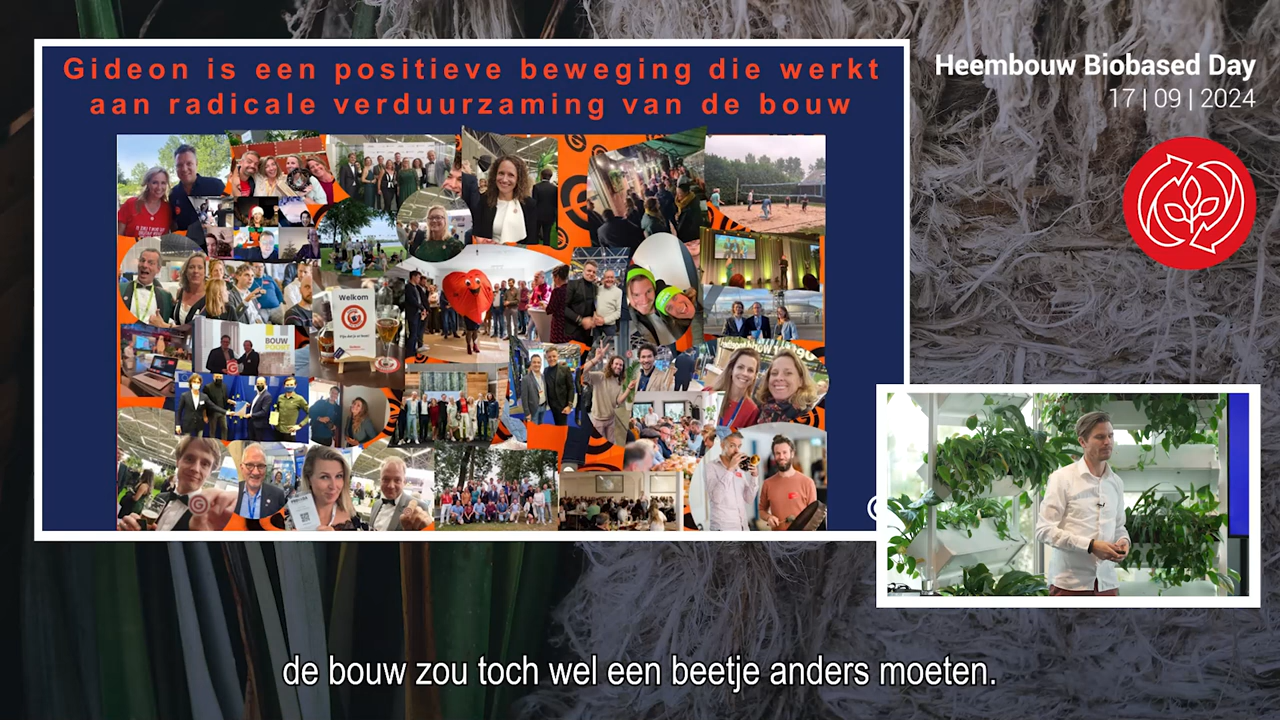 Gideon is een positieve beweging die werkt
aan radicale verduurzaming van de bouw
Heembouw Biobased Day
17 | 09 | 2024
Welkom
BOUW
de bouw zou toch wel een beetje anders moeten.